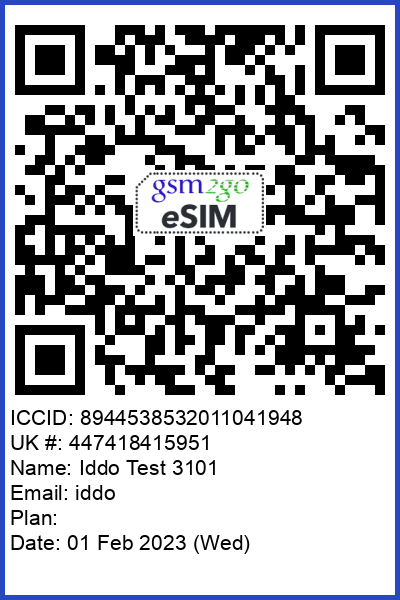 gsm2go
eSIM
ICCID: 8944538532011041948
UK #: 447418415951
Name: Iddo Test 3101
Email: iddo
Plan:
Date: 01 Feb 2023 (Wed)